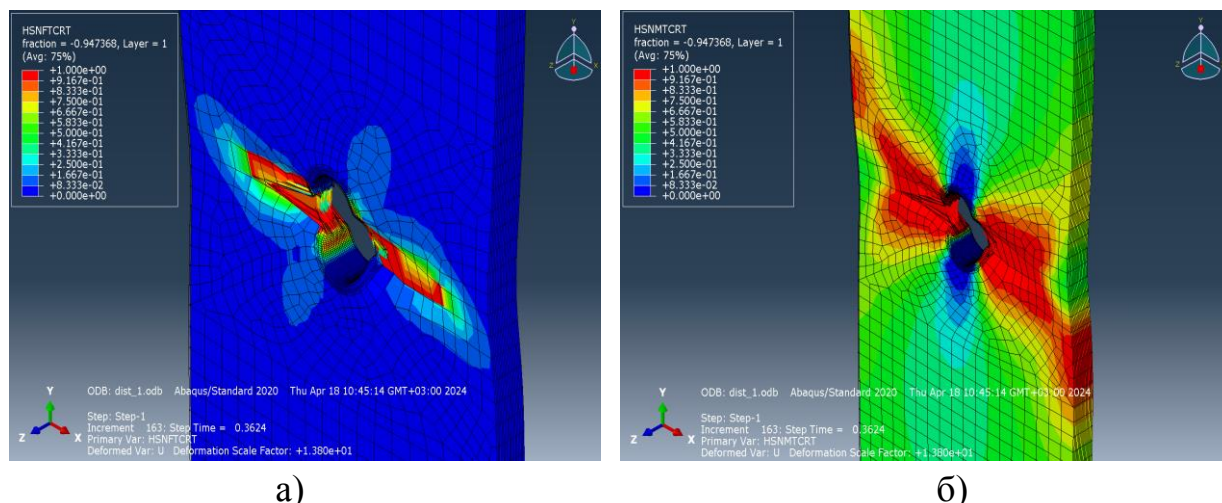 HSNFTCRT
fraction = -0.947368, Layer = 1
(Avg: 75%)
+1.000e+00
+9.167e-01
+8.333e-01
+7.500e-01
+6.667e-01
+5.833e-01
+5.000e-01
+4.167e-01
+3.333e-01
+2.500e-01
+1.667e-01
+8.333e-02
+0.000e+00
Y
Z X
Y
Z X
ODB: dist_1.odb Abaqus/Standard 2020 Thu Apr 18 10:45:14 GMT+03:00 2024
Step: Step-1
Increment 163: Step Time = 0.3624
Primary Var: HSNFTCRT
Deformed Var: U Deformation Scale Factor: +1.380e+01
а)
HSNMTCRT
fraction = -0.947368, Layer = 1
(Avg: 75%)
+1.000e+00
+9.167e-01
+8.333e-01
+7.500e-01
+6.667e-01
+5.833e-01
+5.000e-01
+4.167e-01
+3.333e-01
+2.500e-01
+1.667e-01
+8.333e-02
+0.000e+00
Y
Z X
Y
Z X
ODB: dist_1.odb Abaqus/Standard 2020 Thu Apr 18 10:45:14 GMT+03:00 2024
Step: Step-1
Increment 163: Step Time = 0.3624
Primary Var: HSNMTCRT
Deformed Var: U Deformation Scale Factor: +1.380e+01
б)